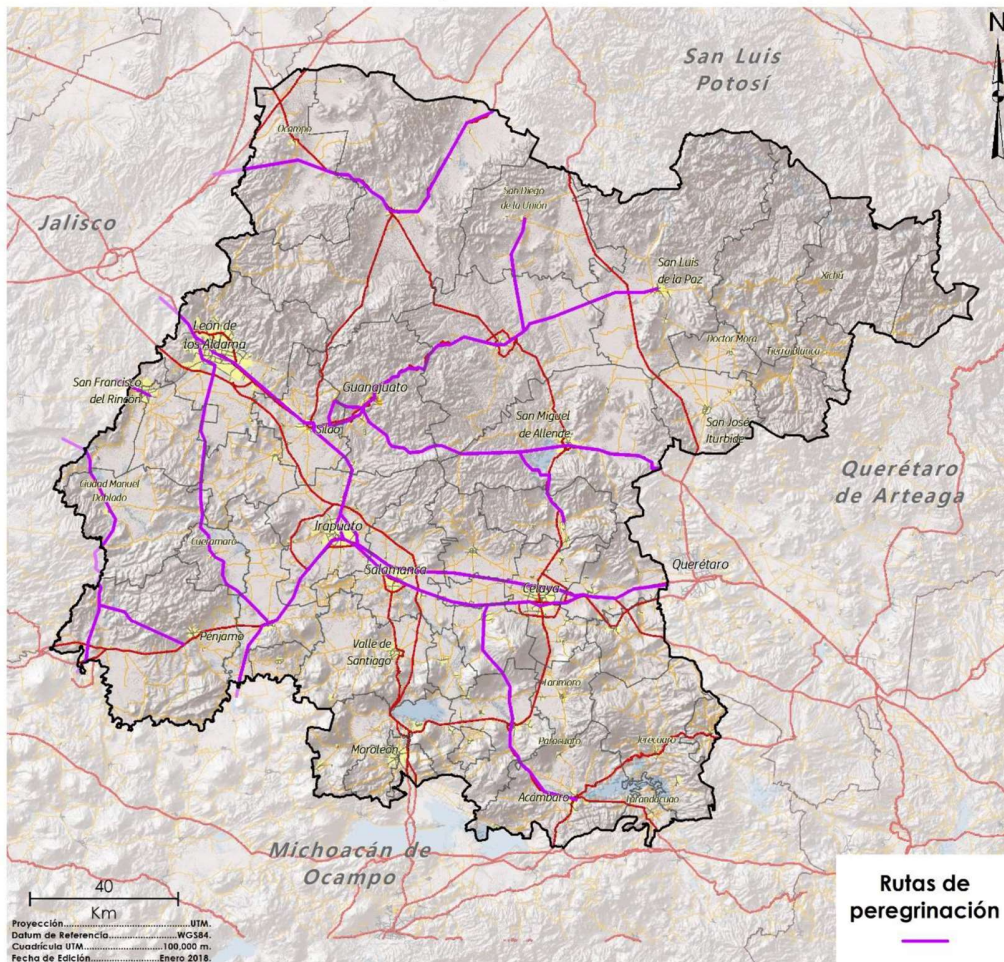 N
San Luis
Potosí
Ocampo
San Diego
de la Unión
Jalisco
San Luis
de la Paz
Xichú
León de
los Aldama
Doctor Mora
Tierra Blanca
San Francisco
del Rincón
Guanajuato
Silao
San Miguel
de Allende
San José
Iturbide
Ciudad Manuel
Doblado
Querétaro
de Arteaga
Irapuato
Cuerámaro
Salamanca
Querétaro
Celaya
Pénjamo
Valle de
Santiago
Tarimoro
Moroleón
Jerécuaro
Acámbaro
Tarandacuao
Michoacán de
Ocampo
40
Km
Proyección.............................UTM.
Datum de Referencia.............WGS84.
Cuadrícula UTM................100,000 m.
Fecha de Edición..........Enero 2018.
Rutas de
peregrinación